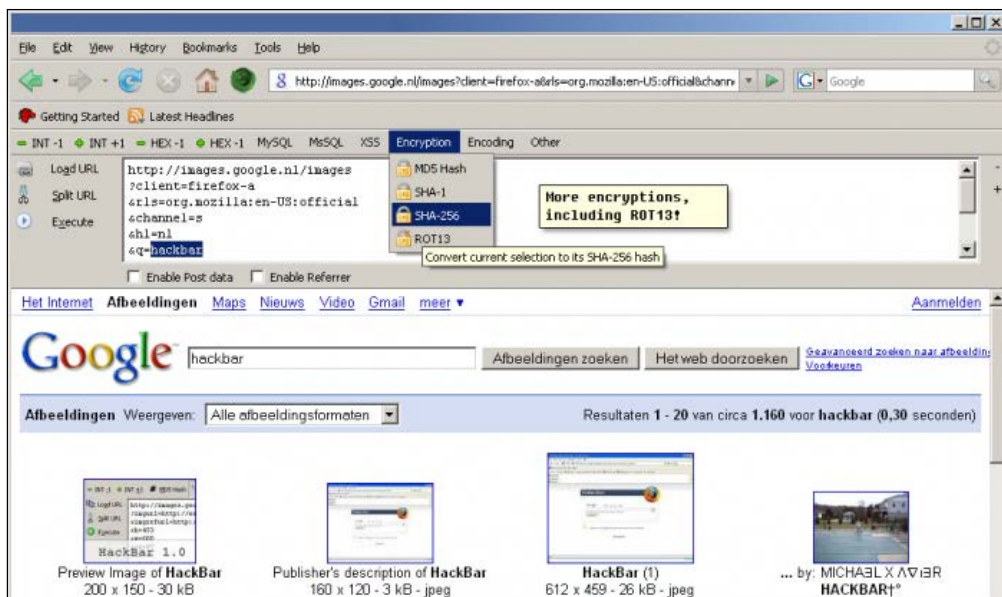 File Edit View History Bookmarks Tools Help
http://images.google.nl/images?client=firefox-a&rls=org.mozilla:en-US:official&chann
Google
Getting Started Latest Headlines
INT -1 INT +1 HEX -1 HEX -1 MySQL MsSQL XSS Encryption Encoding Other
Load URL
Split URL
Execute
http://images.google.nl/images
?client=firefox-a
&rls=org.mozilla:en-US:official
&channel=s
&hl=nl
&q=hackbar
MD5 Hash
SHA-1
SHA-256
ROT13
Convert current selection to its SHA-256 hash
More encryptions,
including ROT13!
Enable Post data Enable Referrer
Het Internet Afbeeldingen Maps Nieuws Video Gmail meer ▼ Aanmelden
Google hackbar Afbeeldingen zoeken Het web doorzoeken
Geavanceerd zoeken naar afbeelding
Voorkeuren
Afbeeldingen Weergeven: Alle afbeeldingsformaten Resultaten 1 - 20 van circa 1.160 voor hackbar (0,30 seconden)
Load URL
Split URL
Execute
HackBar 1.0
Preview Image of HackBar
200 x 150 - 30 kB
Publisher's description of HackBar
160 x 120 - 3 kB - jpeg
HackBar (1)
612 x 459 - 26 kB - jpeg
... by: MICHAƎL X Λ∇ıƎR
HACKBAR†°